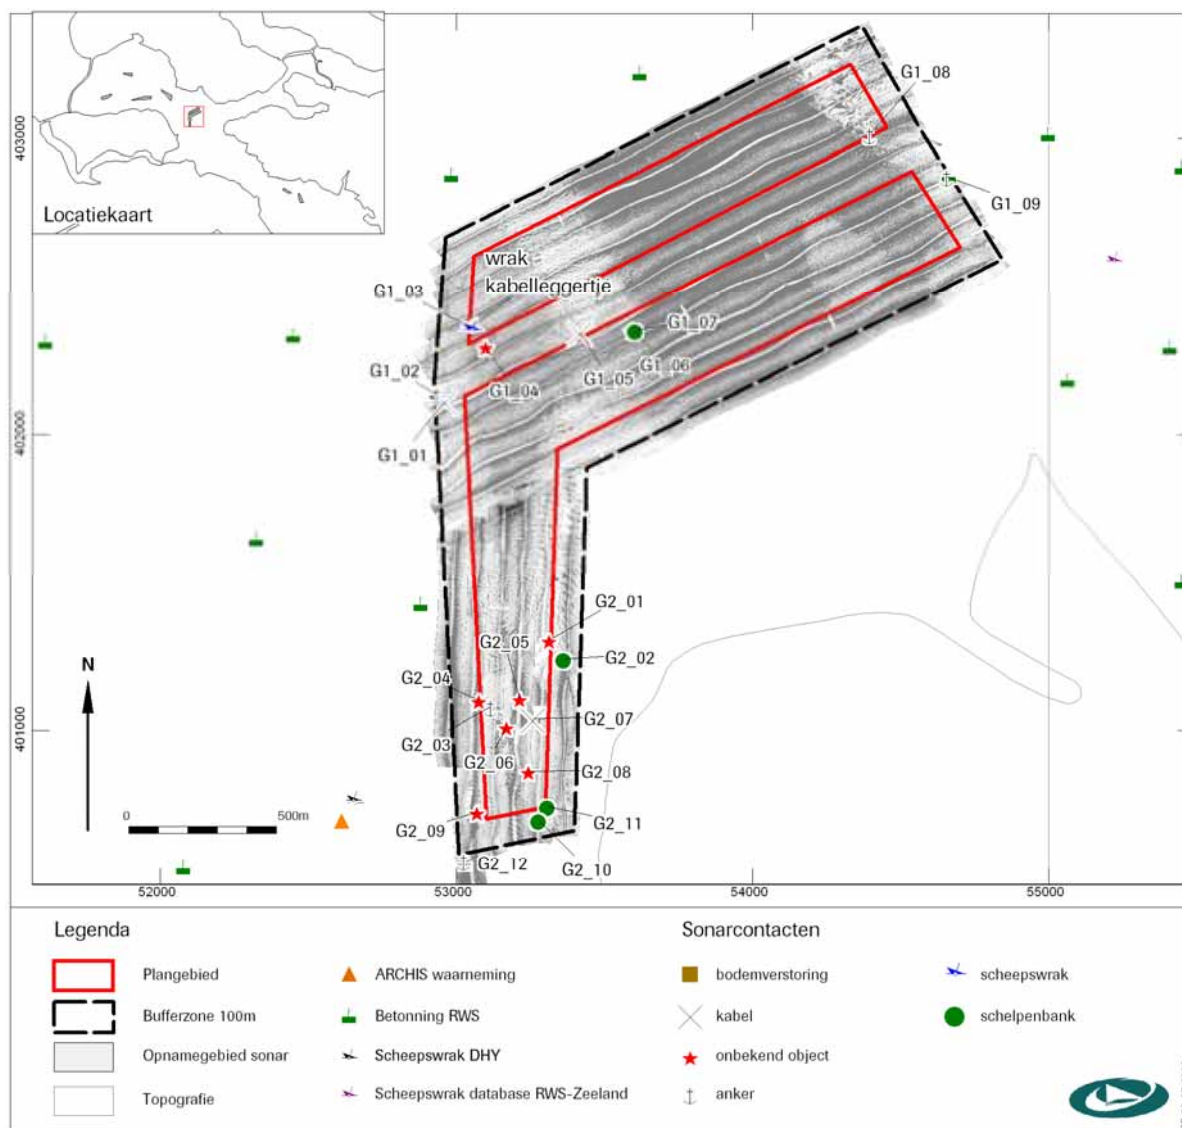 Locatiekaart
403000
402000
401000
G1_08
G1_09
wrak
kabelleggertje
G1_03
G1_07
G1_06
G1_05
G1_04
G1_02
G1_01
G2_01
G2_05
G2_02
G2_04
G2_07
G2_03
G2_06
G2_08
G2_09
G2_11
G2_10
G2_12
N
0 500m
52000 53000 54000 55000
Legenda
Plangebied
Bufferzone 100m
Opnamegebied sonar
Topografie
ARCHIS waarneming
Betonning RWS
Scheepswrak DHY
Scheepswrak database RWS-Zeeland
Sonarcontacten
bodemverstoring
kabel
onbekend object
anker
scheepswrak
schelpenbank